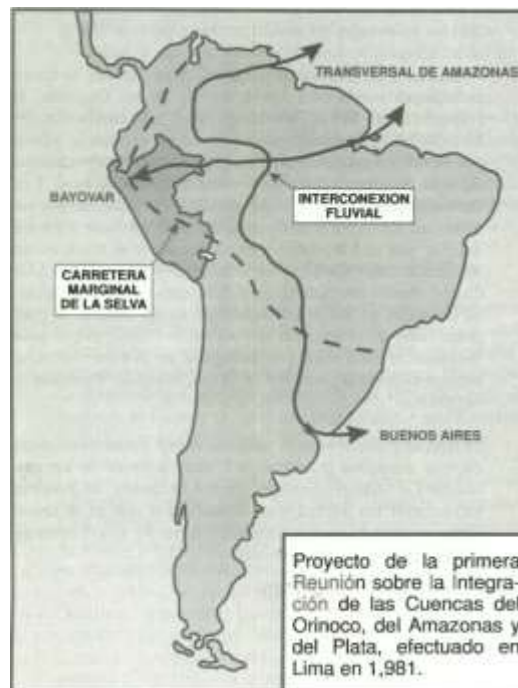 TRANSVERSAL DE AMAZONAS
BAYOVAR
INTERCONEXION
FLUVIAL
CARRETERA
MARGINAL
DE LA SELVA
BUENOS AIRES
Proyecto de la primera
Reunión sobre la Integra-
ción de las Cuencas del
Orinoco, del Amazonas y
del Plata, efectuado en
Lima en 1,981.